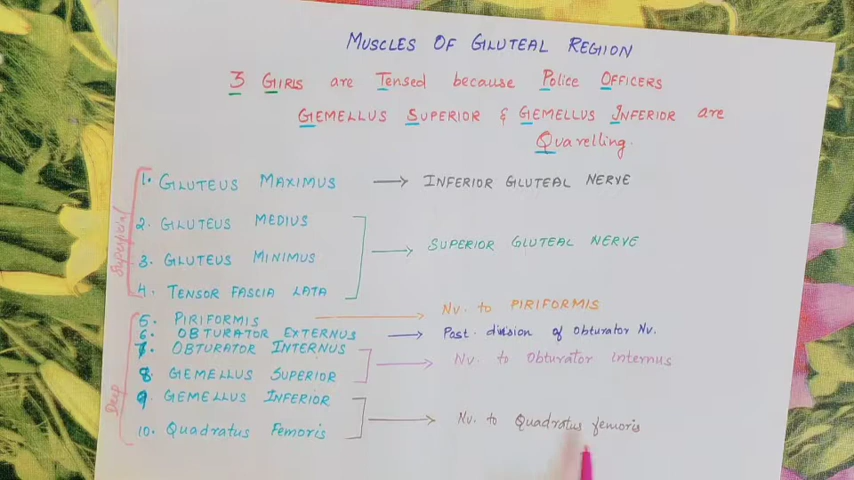 MUSCLES OF GLUTEAL REGION
3 GIRLS are Tensed because Police OFFICERS
GEMELLUS SUPERIOR & GEMELLUS INFERIOR are
Quarelling.
Superficial
1. GLUTEUS MAXIMUS → INFERIOR GLUTEAL NERVE
2. GLUTEUS MEDIUS
3. GLUTEUS MINIMUS → SUPERIOR GLUTEAL NERVE
4. TENSOR FASCIA LATA
Deep
5. PIRIFORMIS → Nv. to PIRIFORMIS
6. OBTURATOR EXTERNUS → Post. division of Obturator Nv.
7. OBTURATOR INTERNUS → Nv. to Obturator internus
8 GEMELLUS SUPERIOR
9 GEMELLUS INFERIOR → Nv. to Quadratus femoris
10. Quadratus Femoris